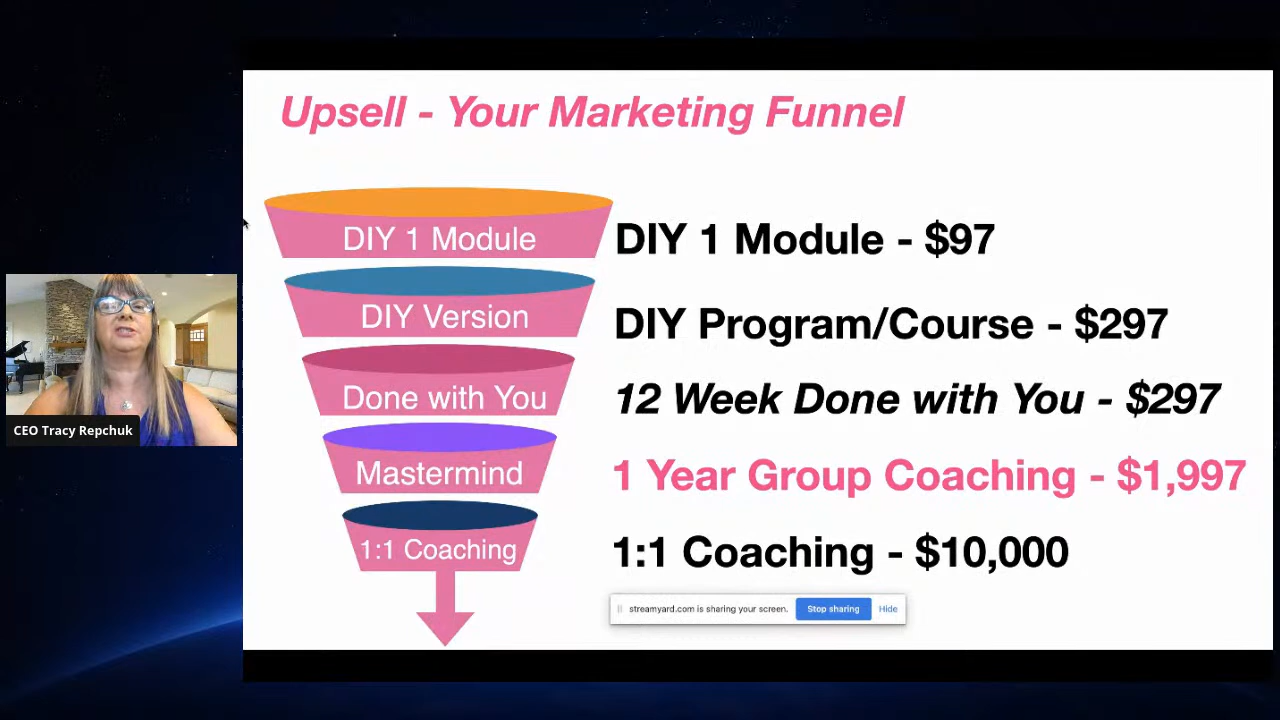 Upsell - Your Marketing Funnel
DIY 1 Module
DIY 1 Module - $97
DIY Version
DIY Program/Course - $297
Done with You
12 Week Done with You - $297
Mastermind
1 Year Group Coaching - $1,997
1:1 Coaching
1:1 Coaching - $10,000
streamyard.com is sharing your screen.
Stop sharing
Hide
CEO Tracy Repchuk